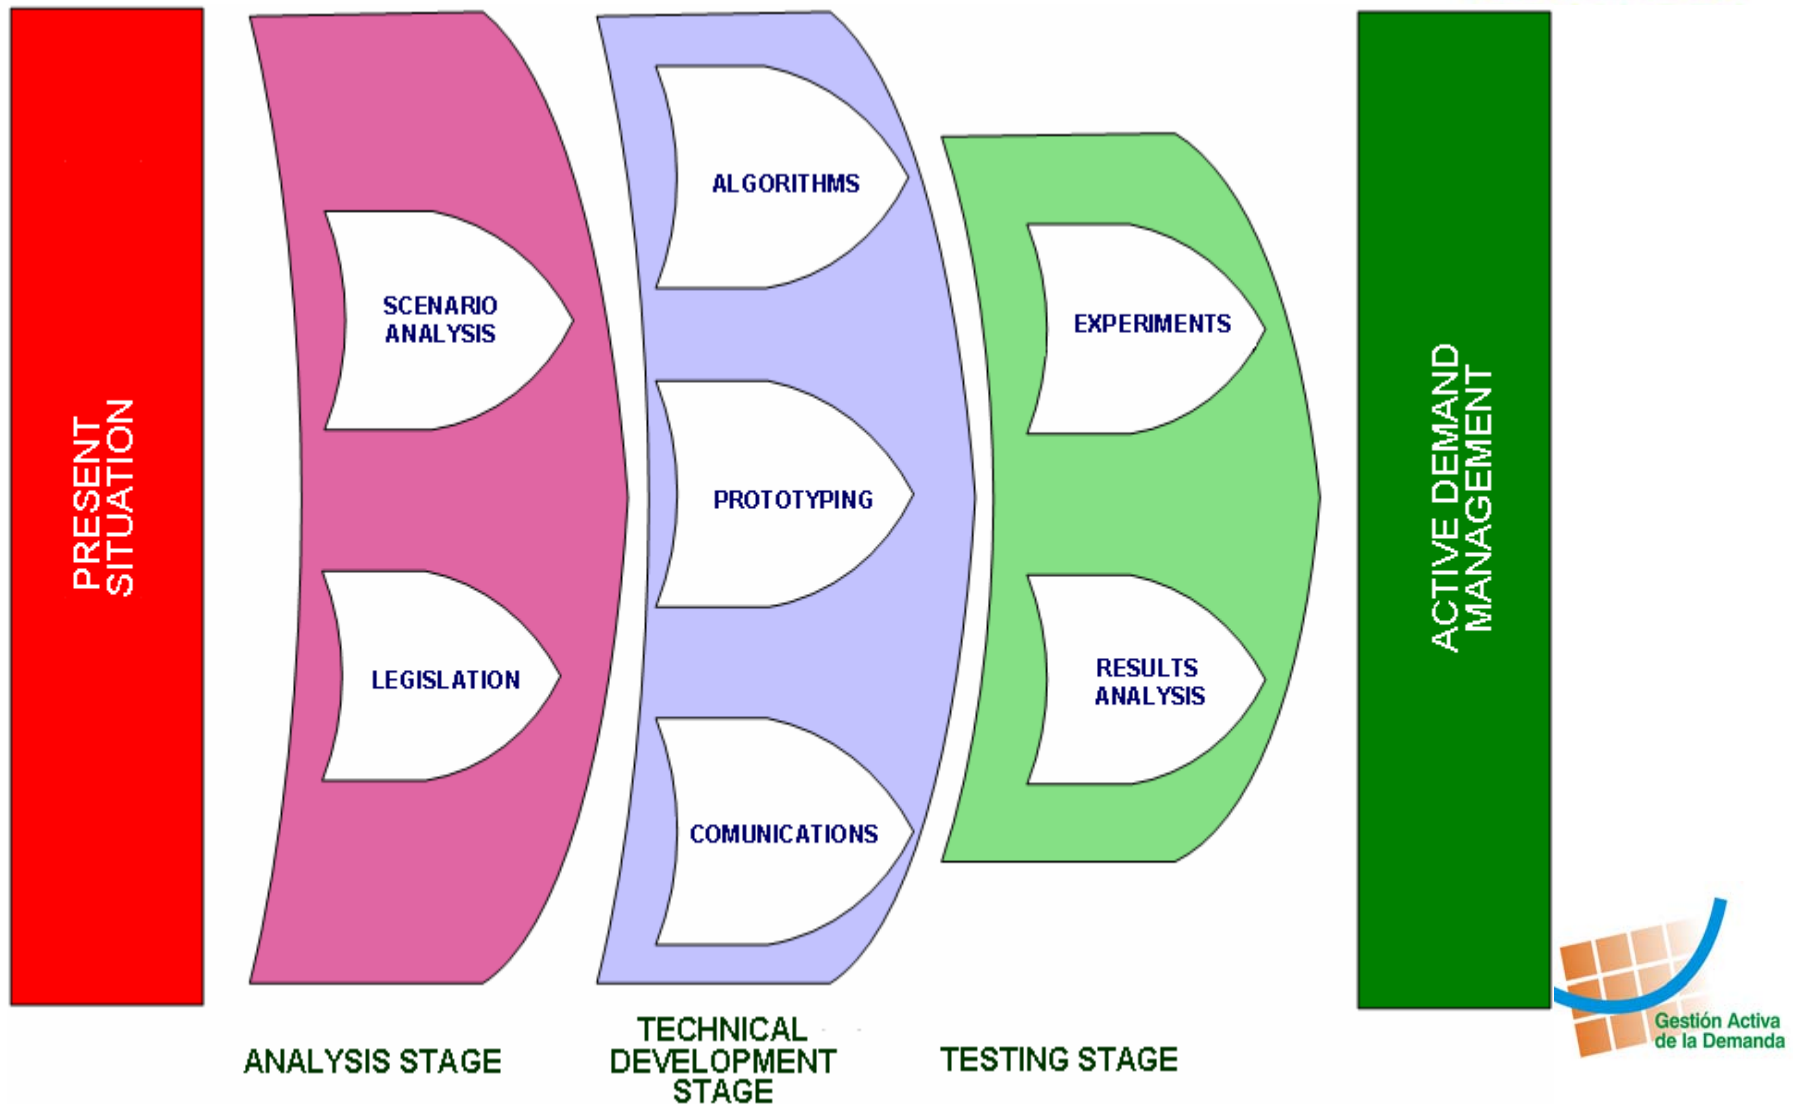 PRESENT
SITUATION
SCENARIO
ANALYSIS
LEGISLATION
ALGORITHMS
PROTOTYPING
COMUNICATIONS
EXPERIMENTS
RESULTS
ANALYSIS
ACTIVE DEMAND
MANAGEMENT
ANALYSIS STAGE
TECHNICAL
DEVELOPMENT
STAGE
TESTING STAGE
Gestión Activa
de la Demanda